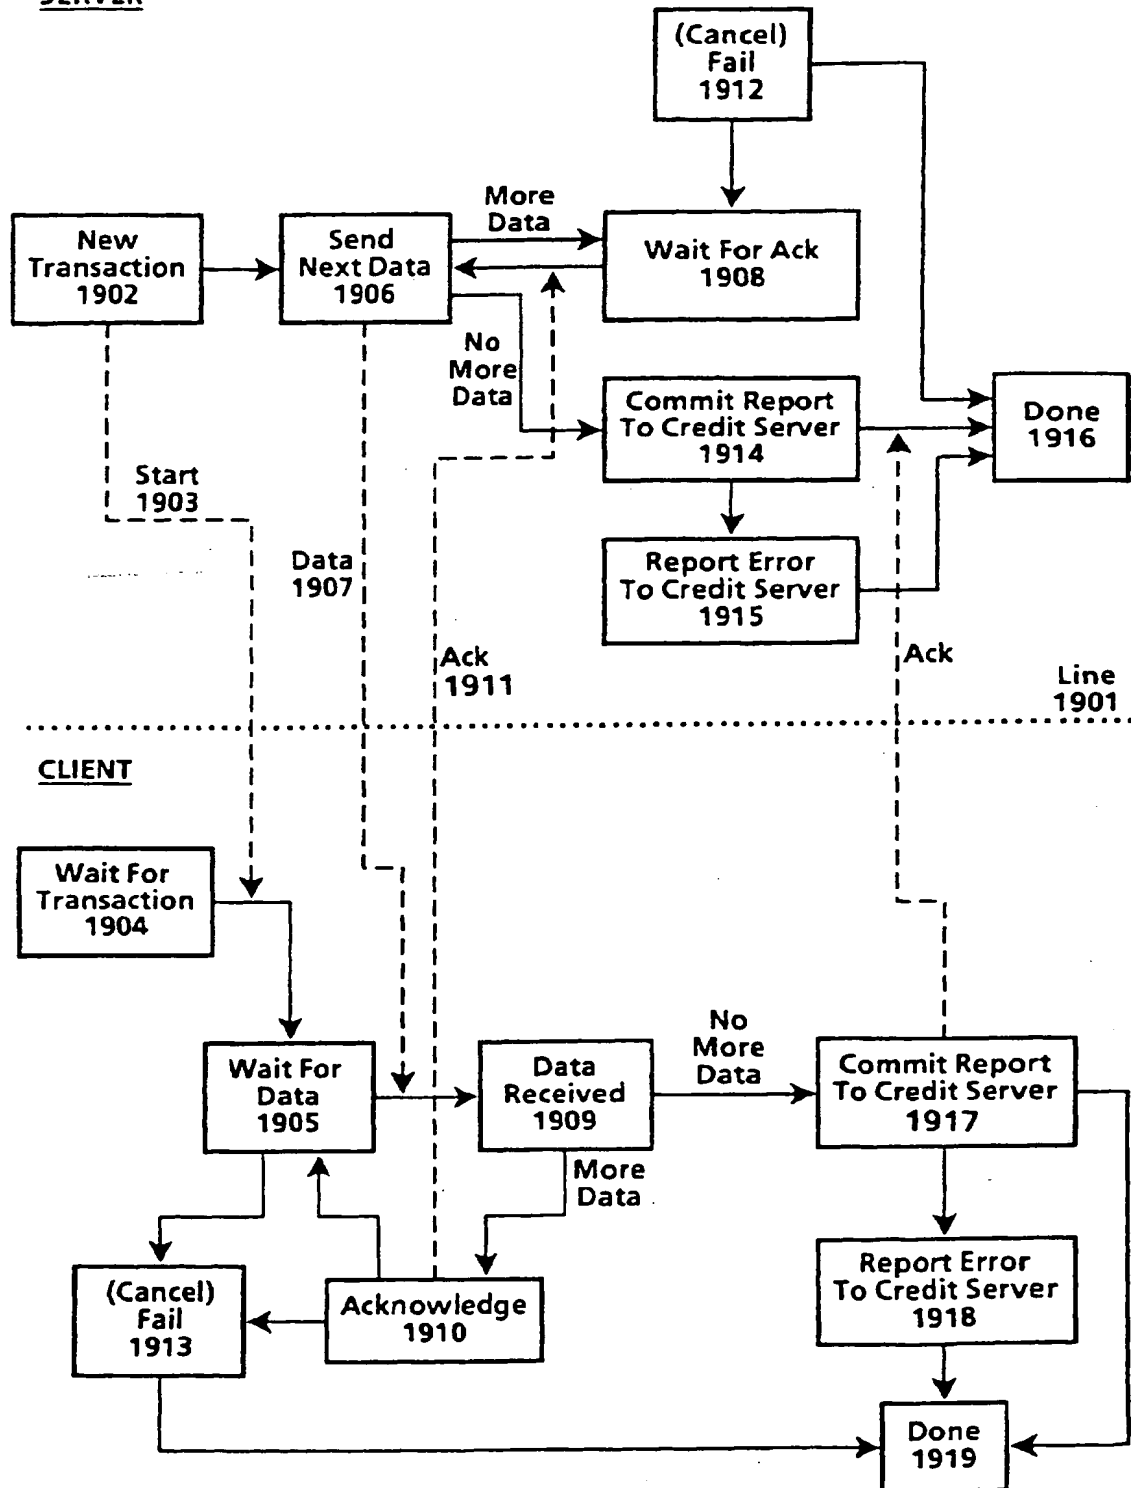 SERVER
(Cancel)
Fail
1912
New
Transaction
1902
Send
Next Data
1906
More
Data
Wait For Ack
1908
No
More
Data
Commit Report
To Credit Server
1914
Done
1916
Start
1903
Data
1907
Report Error
To Credit Server
1915
Ack
1911
Ack
Line
1901
CLIENT
Wait For
Transaction
1904
Wait For
Data
1905
Data
Received
1909
No
More
Data
Commit Report
To Credit Server
1917
More
Data
(Cancel)
Fail
1913
Acknowledge
1910
Report Error
To Credit Server
1918
Done
1919